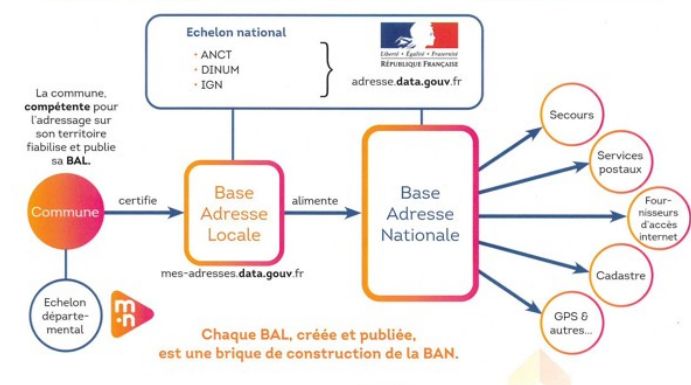 Echelon national
• ANCT
• DINUM
• IGN
Liberté • Égalité • Fraternité
RÉPUBLIQUE FRANÇAISE
adresse.data.gouv.fr
La commune,
compétente pour
l'adressage sur
son territoire
fiabilise et publie
sa BAL.
Commune
certifie
Base
Adresse
Locale
mes-adresses.data.gouv.fr
alimente
Base
Adresse
Nationale
Secours
Services
postaux
Four-
nisseurs
d'accès
internet
Cadastre
GPS &
autres...
Echelon
départe-
mental
m
n
Chaque BAL, créée et publiée,
est une brique de construction de la BAN.